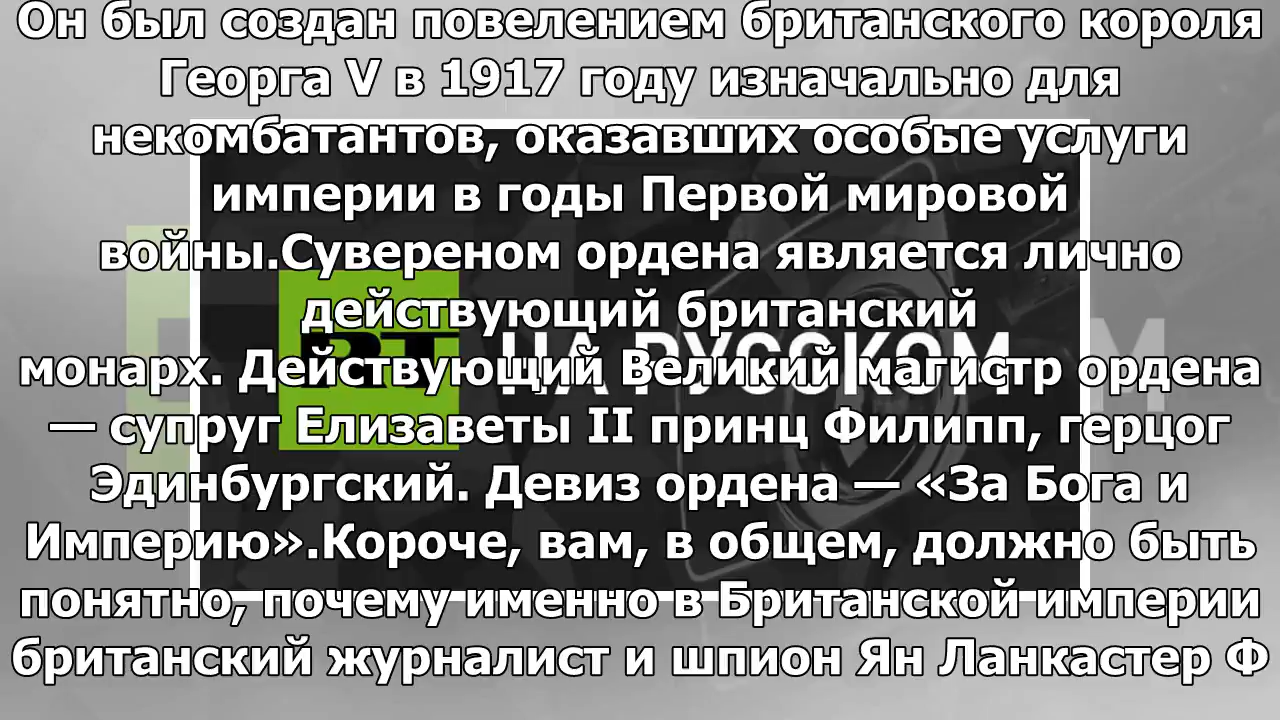 Он был создан повелением британского короля
Георга V в 1917 году изначально для
некомбатантов, оказавших особые услуги
империи в годы Первой мировой
войны.Сувереном ордена является лично
действующий британский
монарх. Действующий Великий магистр ордена
— супруг Елизаветы II принц Филипп, герцог
Эдинбургский. Девиз ордена — «За Бога и
Империю».Короче, вам, в общем, должно быть
понятно, почему именно в Британской империи
британский журналист и шпион Ян Ланкастер Ф
RT НА РУССКОМ
М